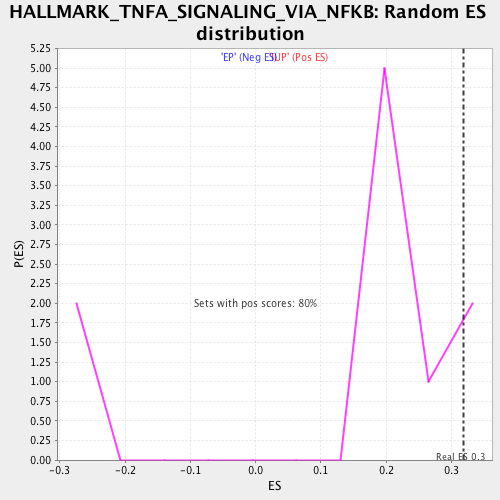 HALLMARK_TNFA_SIGNALING_VIA_NFKB: Random ES
distribution
'EP' (Neg ES)
'SUP' (Pos ES)
5.25
5.00
4.75
4.50
4.25
4.00
3.75
3.50
3.25
3.00
2.75
2.50
2.25
2.00
1.75
1.50
1.25
1.00
0.75
0.50
0.25
0.00
P(ES)
Sets with pos scores: 80%
Real ES 0.3
-0.3 -0.2 -0.1 0.0 0.1 0.2 0.3
ES